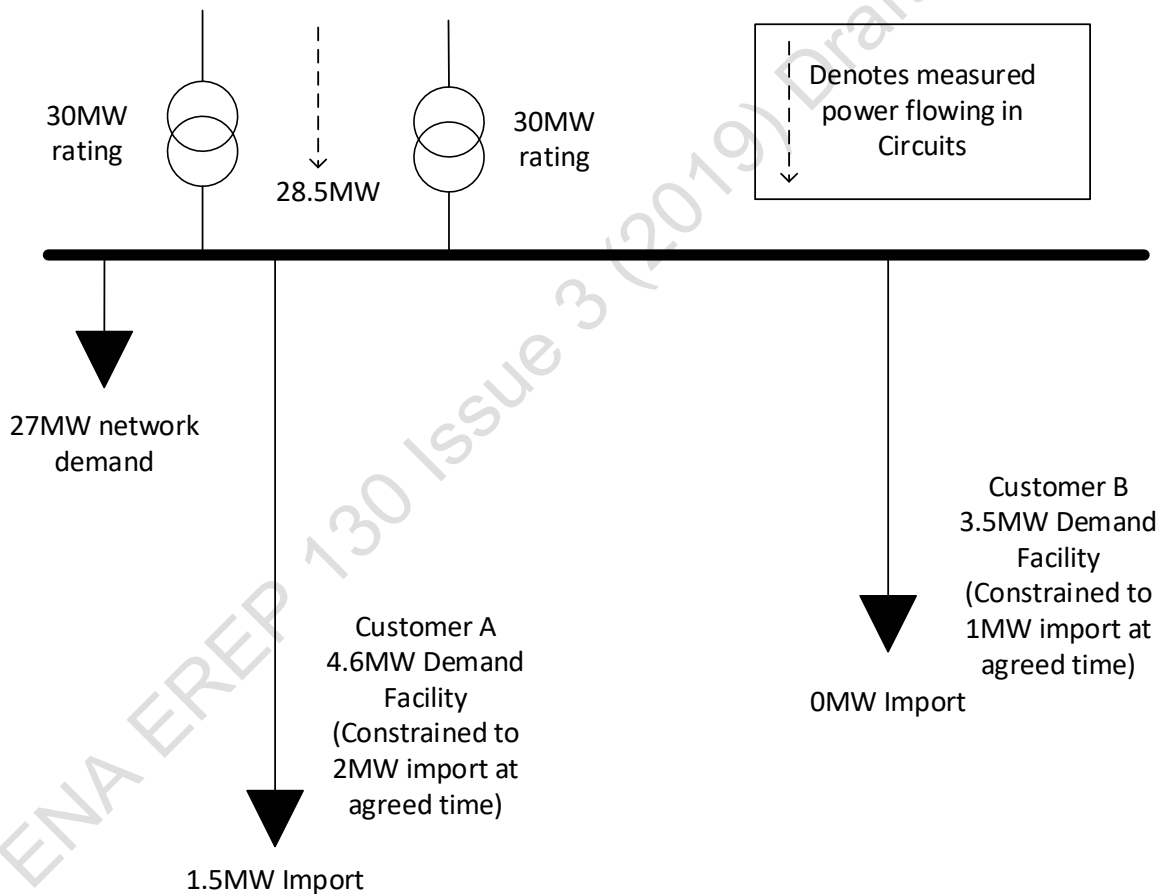 30MW
rating
28.5MW
30MW
rating
Denotes measured
power flowing in
Circuits
27MW network
demand
Customer A
4.6MW Demand
Facility
(Constrained to
2MW import at
agreed time)
1.5MW Import
Customer B
3.5MW Demand
Facility
(Constrained to
1MW import at
agreed time)
0MW Import
ENA EREP 130 Issue 3 (2019) Draft